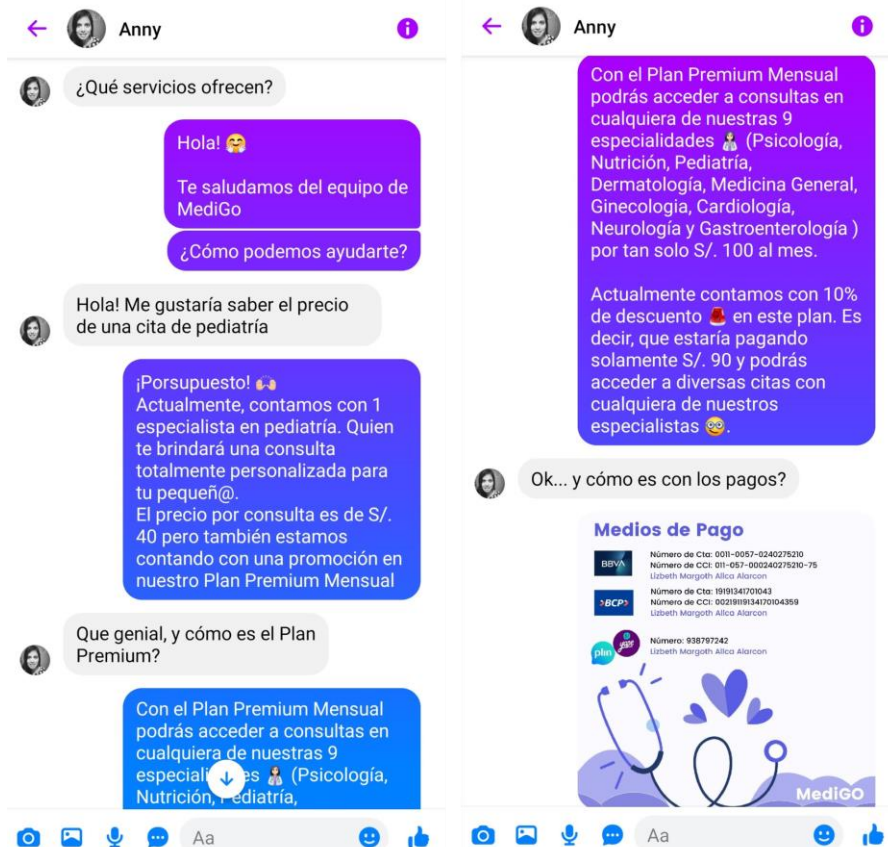 Anny
¿Qué servicios ofrecen?
Hola! 🤗
Te saludamos del equipo de
MediGo
¿Cómo podemos ayudarte?
Hola! Me gustaría saber el precio
de una cita de pediatría
¡Porsupuesto! 🙌🏻
Actualmente, contamos con 1
especialista en pediatría. Quien
te brindará una consulta
totalmente personalizada para
tu pequeñ@.
El precio por consulta es de S/.
40 pero también estamos
contando con una promoción en
nuestro Plan Premium Mensual
Que genial, y cómo es el Plan
Premium?
Con el Plan Premium Mensual
podrás acceder a consultas en
cualquiera de nuestras 9
especiali es 👩🏻‍⚕️ (Psicología,
Nutrición, Pediatría,
Aa
Anny
Con el Plan Premium Mensual
podrás acceder a consultas en
cualquiera de nuestras 9
especialidades 👩🏻‍⚕️ (Psicología,
Nutrición, Pediatría,
Dermatología, Medicina General,
Ginecologia, Cardiología,
Neurología y Gastroenterología )
por tan solo S/. 100 al mes.
Actualmente contamos con 10%
de descuento 🚨 en este plan. Es
decir, que estaría pagando
solamente S/. 90 y podrás
acceder a diversas citas con
cualquiera de nuestros
especialistas 🤓.
Ok... y cómo es con los pagos?
Medios de Pago
BBVA
Número de Cta: 0011-0057-0240275210
Número de CCI: 011-057-000240275210-75
Lizbeth Margoth Allca Alarcon
>BCP>
Número de Cta: 19191341701043
Número de CCI: 00219119134170104359
Lizbeth Margoth Allca Alarcon
plin
yape
Número: 938797242
Lizbeth Margoth Allca Alarcon
MediGO
Aa